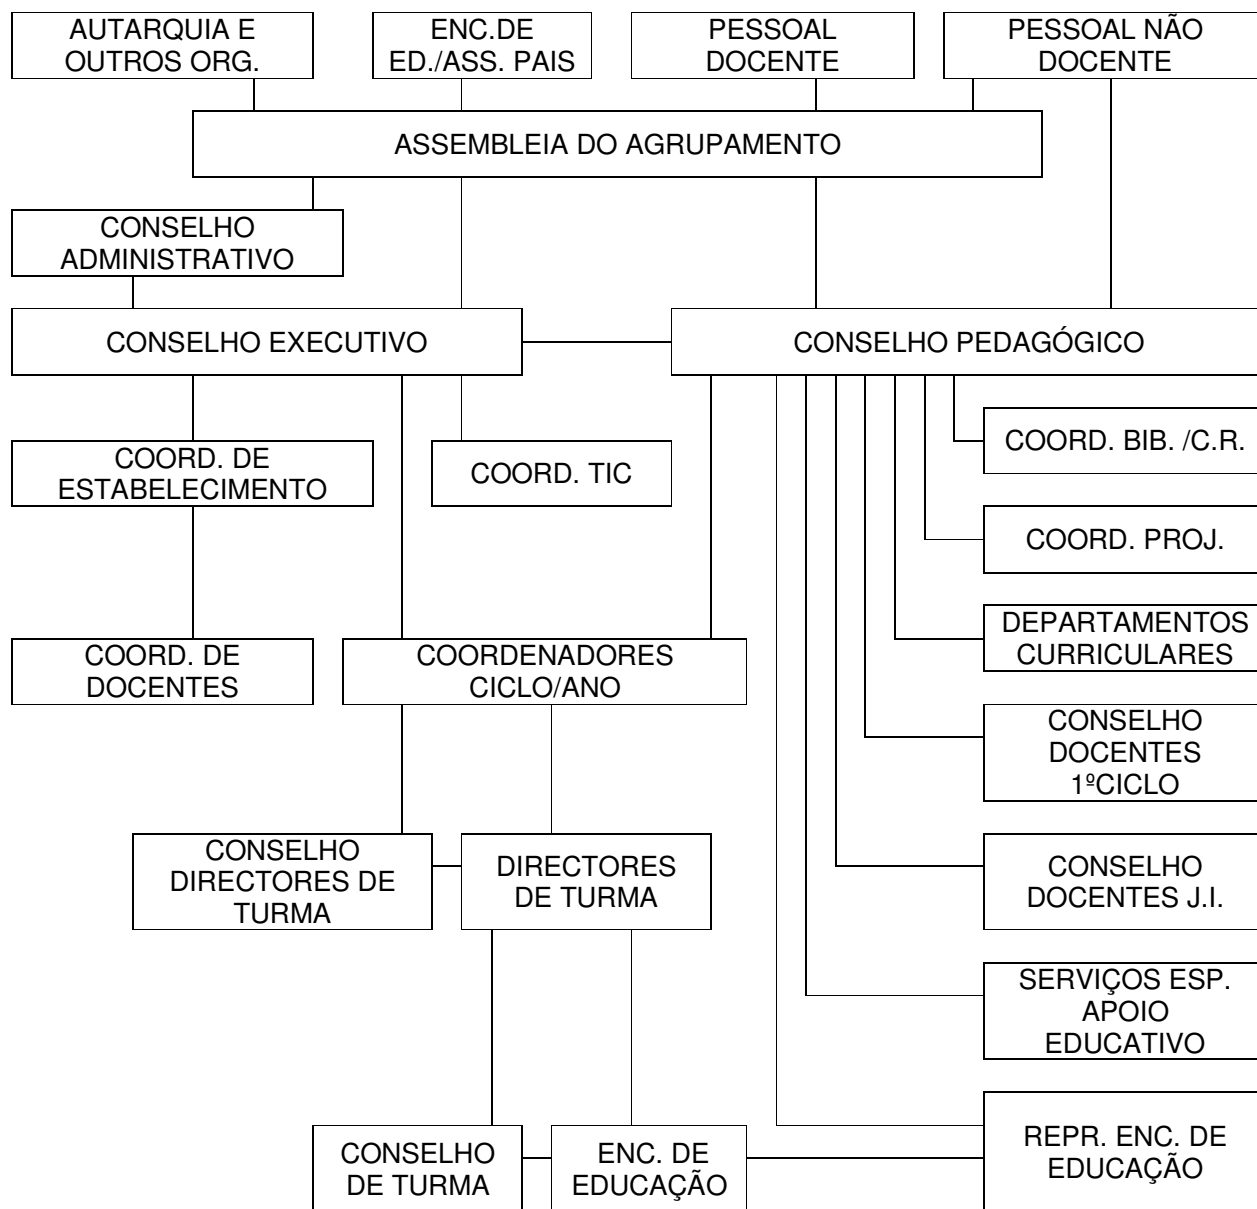 AUTARQUIA E
OUTROS ORG.
ENC.DE
ED./ASS. PAIS
PESSOAL
DOCENTE
PESSOAL NÃO
DOCENTE
ASSEMBLEIA DO AGRUPAMENTO
CONSELHO
ADMINISTRATIVO
CONSELHO EXECUTIVO
CONSELHO PEDAGÓGICO
COORD. DE
ESTABELECIMENTO
COORD. TIC
COORD. BIB. /C.R.
COORD. PROJ.
COORD. DE
DOCENTES
COORDENADORES
CICLO/ANO
DEPARTAMENTOS
CURRICULARES
CONSELHO
DOCENTES
1ºCICLO
CONSELHO
DIRECTORES DE
TURMA
DIRECTORES
DE TURMA
CONSELHO
DOCENTES J.I.
SERVIÇOS ESP.
APOIO
EDUCATIVO
CONSELHO
DE TURMA
ENC. DE
EDUCAÇÃO
REPR. ENC. DE
EDUCAÇÃO